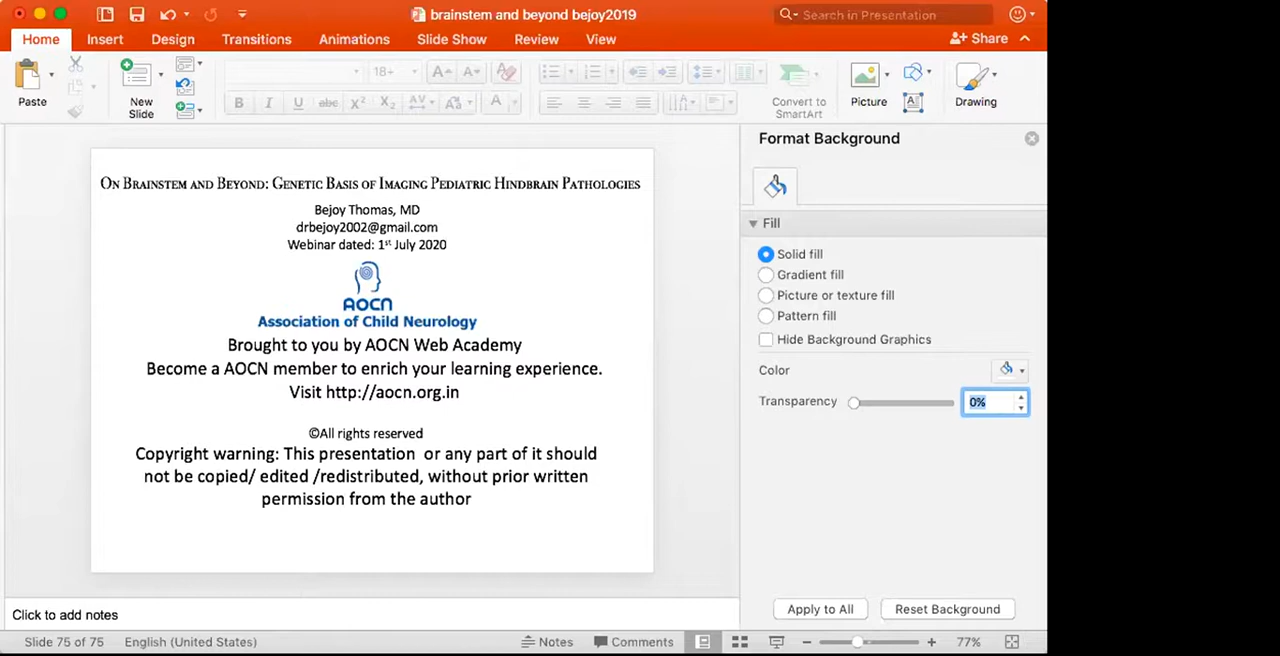 brainstem and beyond bejoy2019
Search in Presentation
Home Insert Design Transitions Animations Slide Show Review View
Share
18
Paste
New
Slide
B I U abc X² X₂ AV Aa A
Convert to
SmartArt
Picture
Drawing
On Brainstem and Beyond: Genetic Basis of Imaging Pediatric Hindbrain Pathologies
Bejoy Thomas, MD
drbejoy2002@gmail.com
Webinar dated: 1st July 2020
AOCN
Association of Child Neurology
Brought to you by AOCN Web Academy
Become a AOCN member to enrich your learning experience.
Visit http://aocn.org.in
©All rights reserved
Copyright warning: This presentation or any part of it should
not be copied/ edited /redistributed, without prior written
permission from the author
Format Background
Fill
Solid fill
Gradient fill
Picture or texture fill
Pattern fill
Hide Background Graphics
Color
Transparency 0%
Apply to All Reset Background
Click to add notes
Slide 75 of 75 English (United States) Notes Comments 77%